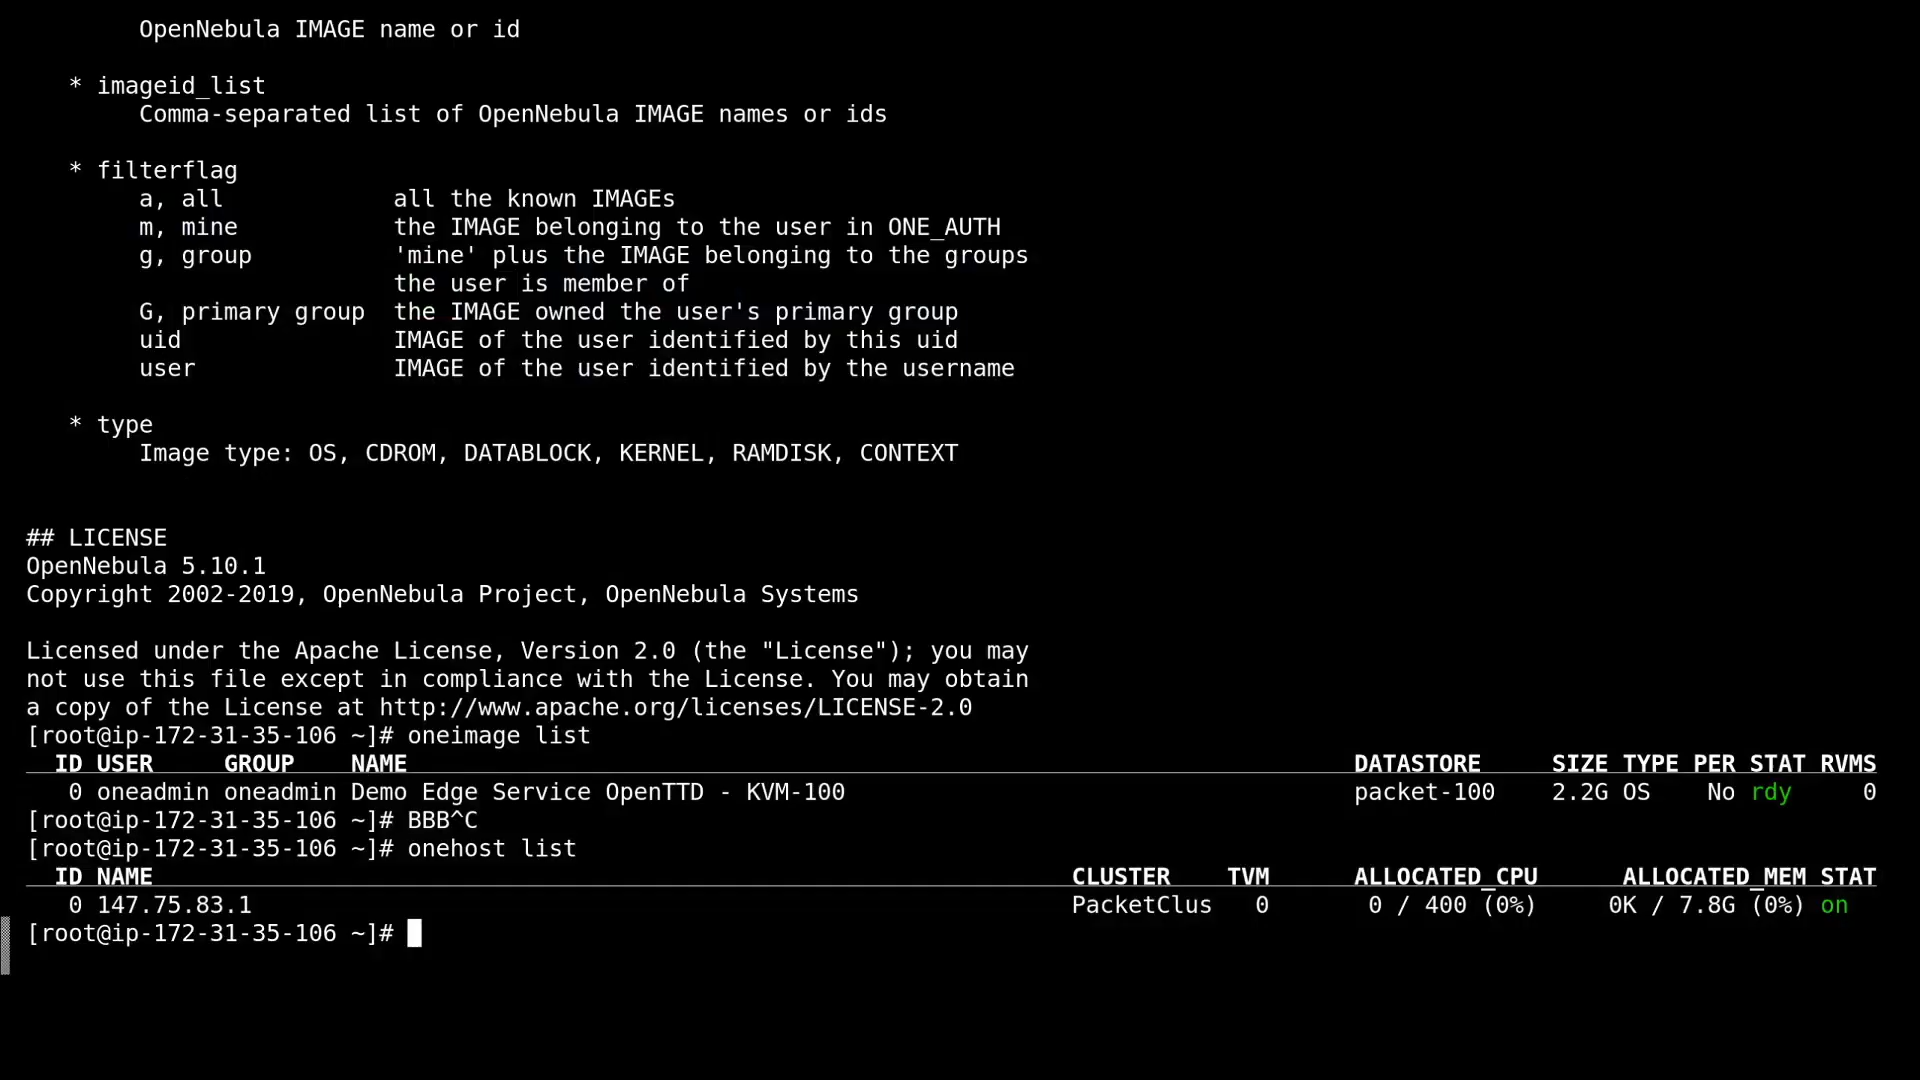 OpenNebula IMAGE name or id
* imageid_list
Comma-separated list of OpenNebula IMAGE names or ids
* filterflag
a, all all the known IMAGEs
m, mine the IMAGE belonging to the user in ONE_AUTH
g, group 'mine' plus the IMAGE belonging to the groups
the user is member of
G, primary group the IMAGE owned the user's primary group
uid IMAGE of the user identified by this uid
user IMAGE of the user identified by the username
* type
Image type: OS, CDROM, DATABLOCK, KERNEL, RAMDISK, CONTEXT
## LICENSE
OpenNebula 5.10.1
Copyright 2002-2019, OpenNebula Project, OpenNebula Systems
Licensed under the Apache License, Version 2.0 (the "License"); you may
not use this file except in compliance with the License. You may obtain
a copy of the License at http://www.apache.org/licenses/LICENSE-2.0
[root@ip-172-31-35-106 ~]# oneimage list
ID USER GROUP NAME DATASTORE SIZE TYPE PER STAT RVMS
0 oneadmin oneadmin Demo Edge Service OpenTTD - KVM-100 packet-100 2.2G OS No rdy 0
[root@ip-172-31-35-106 ~]# BBB^C
[root@ip-172-31-35-106 ~]# onehost list
ID NAME CLUSTER TVM ALLOCATED_CPU ALLOCATED_MEM STAT
0 147.75.83.1 PacketClus 0 0 / 400 (0%) 0K / 7.8G (0%) on
[root@ip-172-31-35-106 ~]#